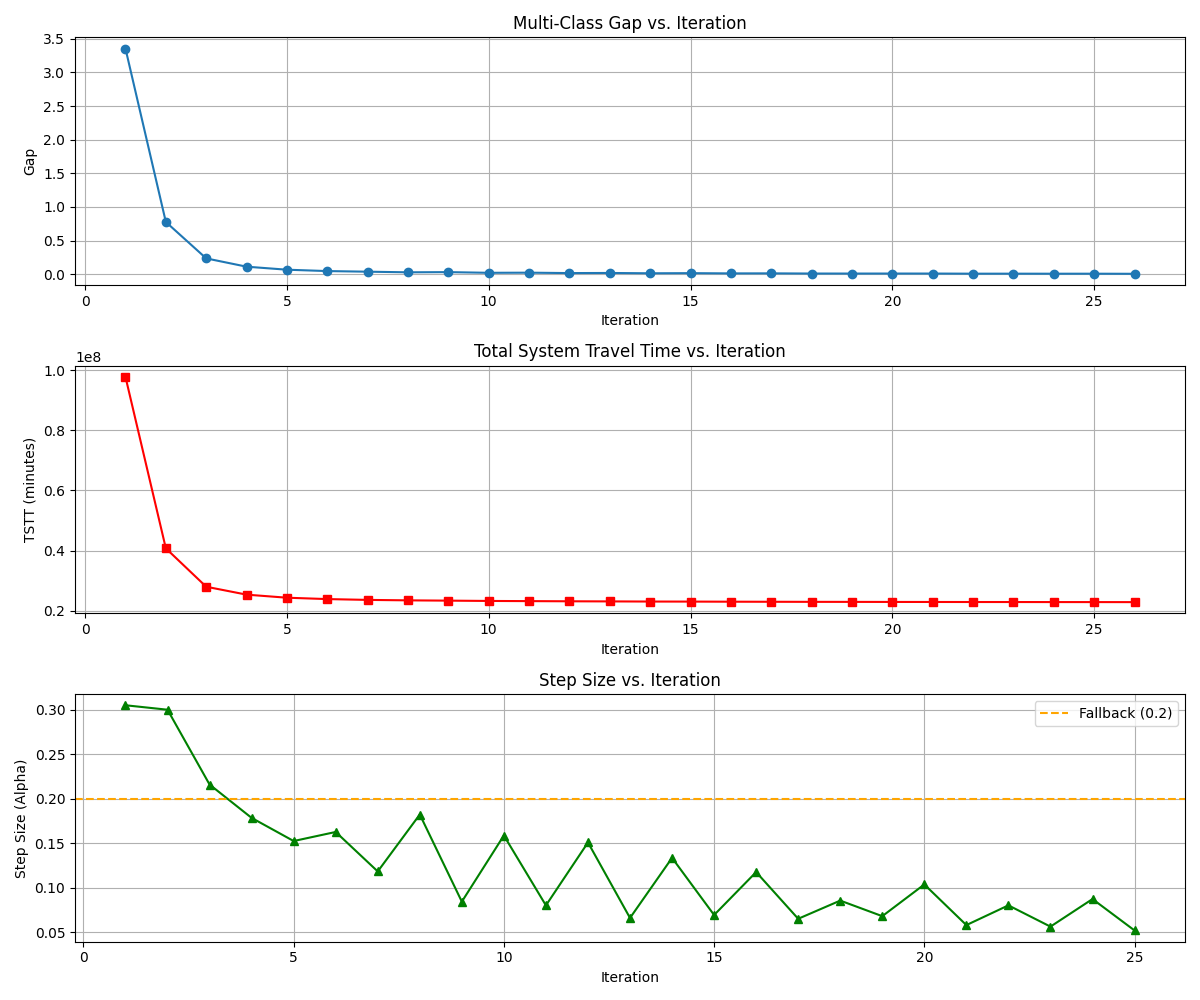 Multi-Class Gap vs. Iteration
3.5
3.0
2.5
2.0
1.5
1.0
0.5
0.0
Gap
0 5 10 15 20 25
Iteration
Total System Travel Time vs. Iteration
1e8
1.0
0.8
0.6
0.4
0.2
TSTT (minutes)
0 5 10 15 20 25
Iteration
Step Size vs. Iteration
Fallback (0.2)
0.30
0.25
0.20
0.15
0.10
0.05
Step Size (Alpha)
0 5 10 15 20 25
Iteration